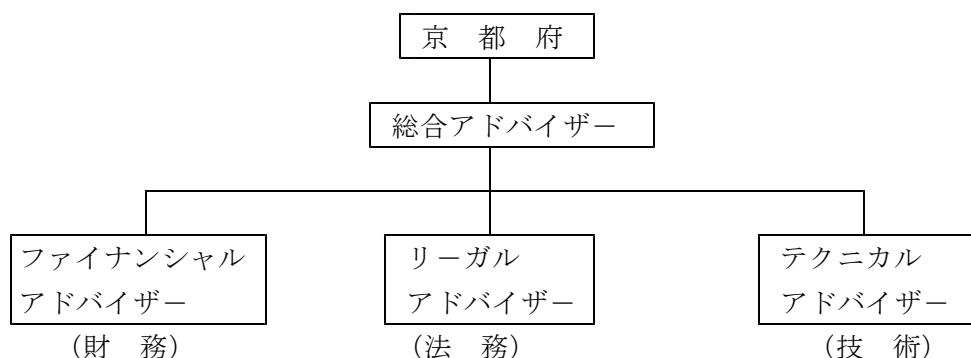 京　都　府
総合アドバイザー
ファイナンシャル
アドバイザー
（財　務）
リーガル
アドバイザー
（法　務）
テクニカル
アドバイザー
（技　術）